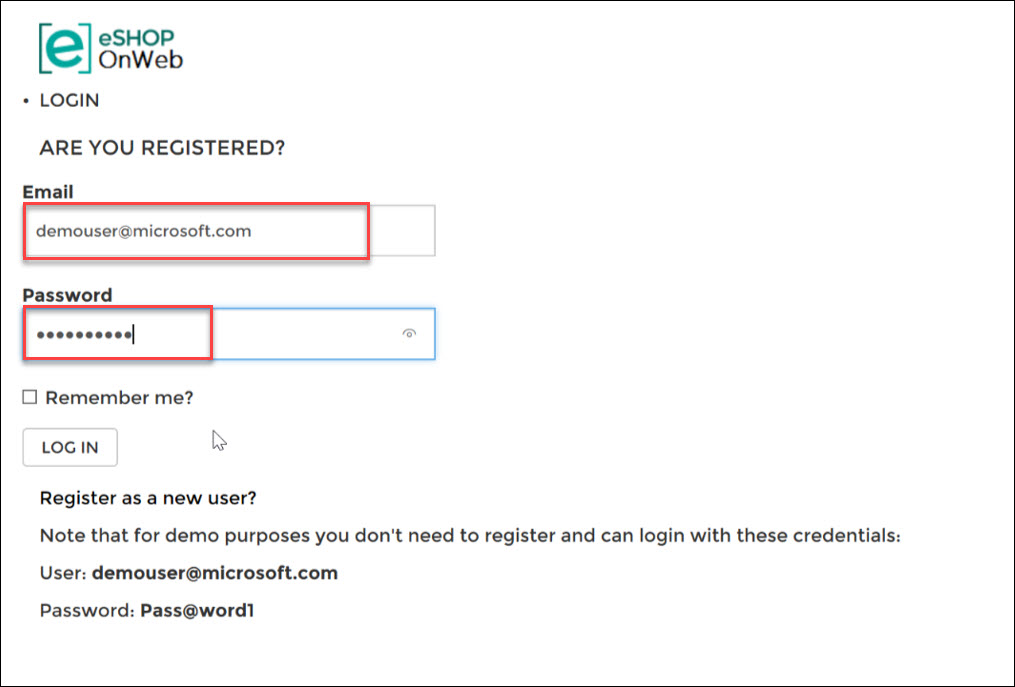 eSHOP
OnWeb
• LOGIN
ARE YOU REGISTERED?
Email
demouser@microsoft.com
Password
••••••••••
Remember me?
LOG IN
Register as a new user?
Note that for demo purposes you don't need to register and can login with these credentials:
User: demouser@microsoft.com
Password: Pass@word1